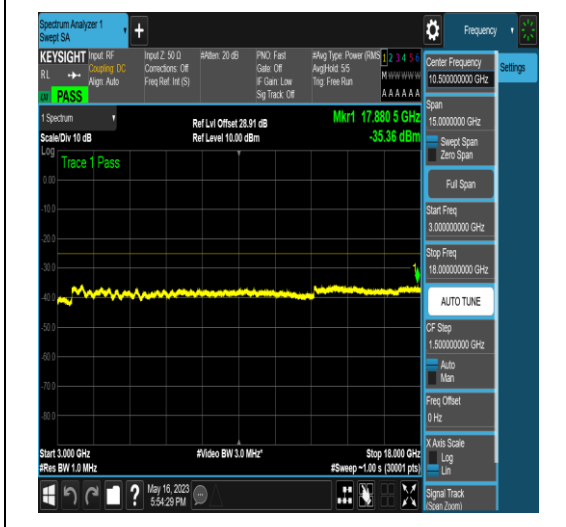 Spectrum Analyzer 1
Swept SA
+
Frequency
KEYSIGHT
RL
PASS
Input: RF
Coupling: DC
Align: Auto
Input Z: 50 Ω
Corrections: Off
Freq Ref: Int (S)
#Atten: 20 dB
PNO: Fast
Gate: Off
IF Gain: Low
Sig Track: Off
#Avg Type: Power (RMS)
Avg|Hold: 5/5
Trig: Free Run
1 2 3 4 5 6
M W W W W W
A A A A A A
1 Spectrum
Scale/Div 10 dB
Ref Lvl Offset 28.91 dB
Ref Level 10.00 dBm
Mkr1 17.880 5 GHz
-35.36 dBm
Log
Trace 1 Pass
0.00
-10.0
-20.0
-30.0
-40.0
-50.0
-60.0
-70.0
-80.0
1
Start 3.000 GHz
#Res BW 1.0 MHz
#Video BW 3.0 MHz*
Stop 18.000 GHz
#Sweep ~1.00 s (30001 pts)
Center Frequency
10.500000000 GHz
Settings
Span
15.0000000 GHz
Swept Span
Zero Span
Full Span
Start Freq
3.000000000 GHz
Stop Freq
18.000000000 GHz
AUTO TUNE
CF Step
1.500000000 GHz
Auto
Man
Freq Offset
0 Hz
X Axis Scale
Log
Lin
Signal Track
(Span Zoom)
?
May 16, 2023
5:54:29 PM